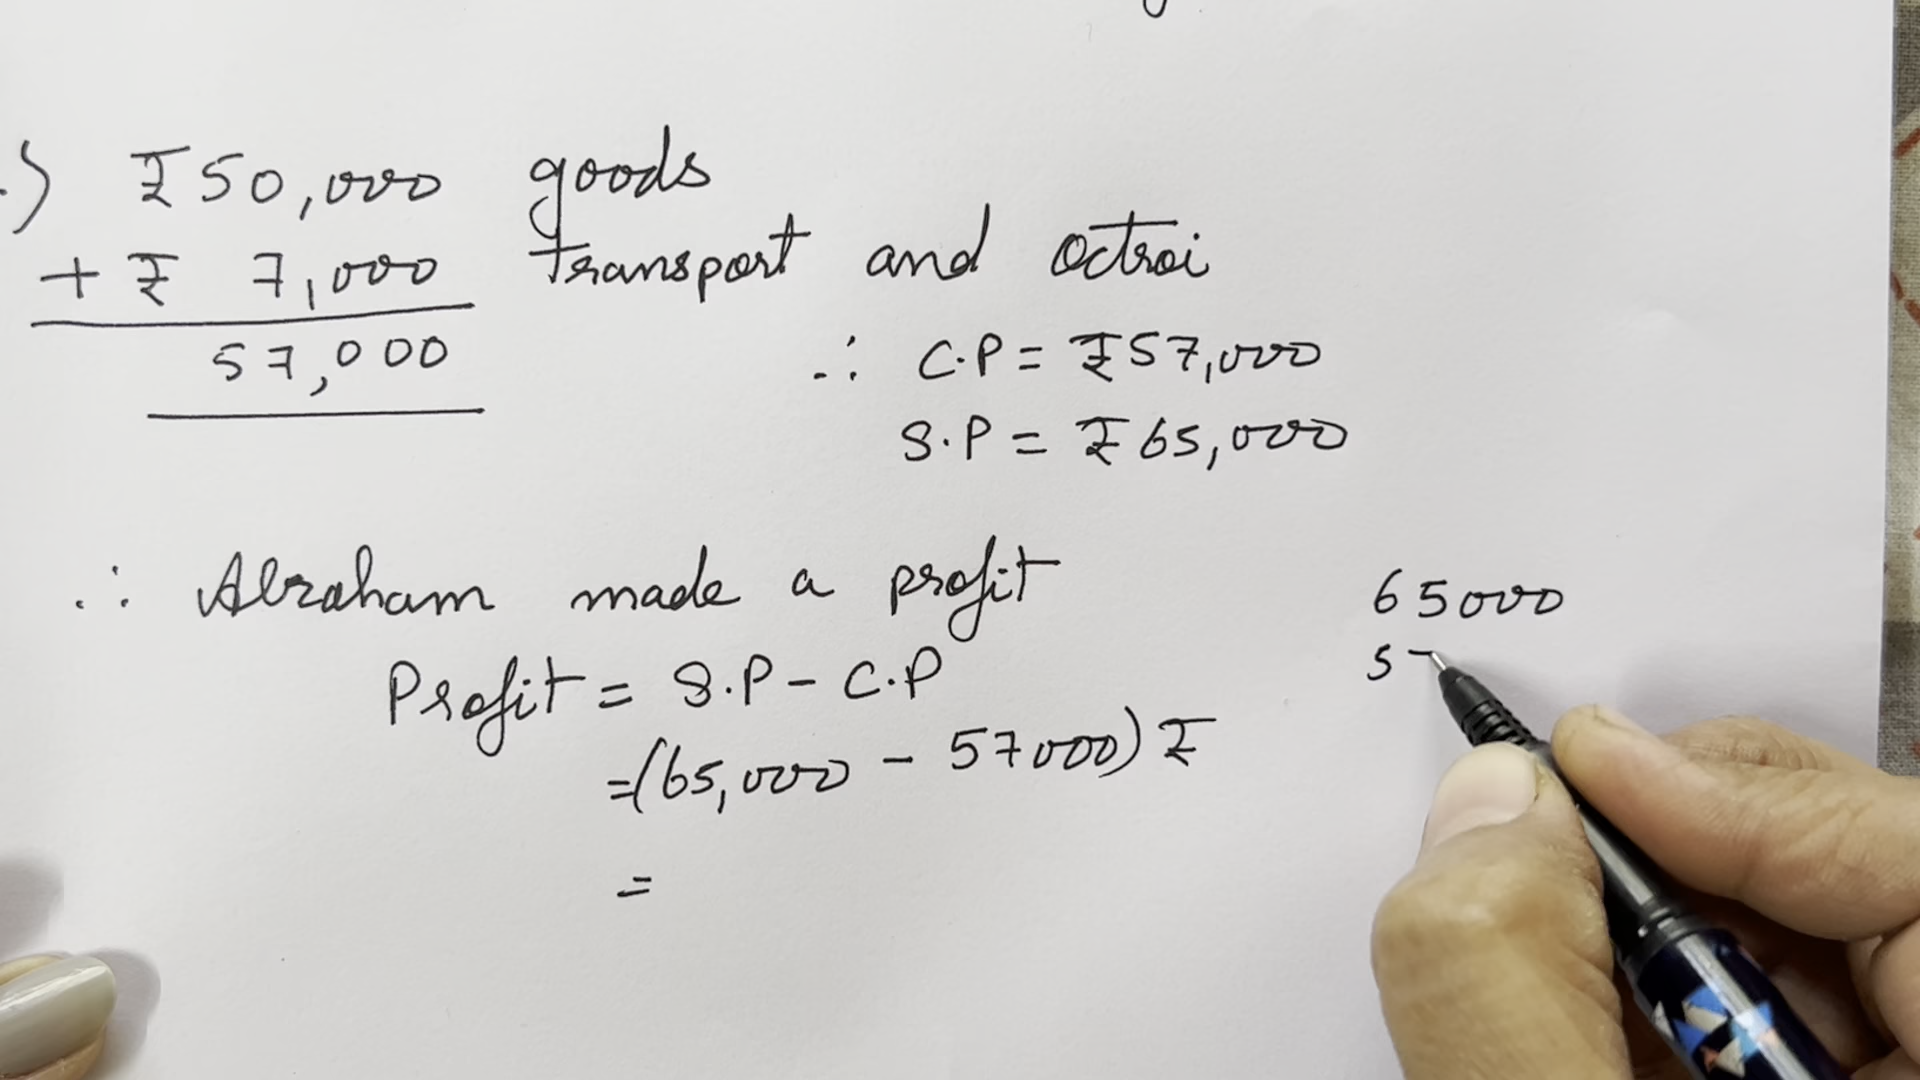 .) ₹50,000 goods
+ ₹ 7,000 transport and octroi
57,000
∴ C.P = ₹57,000
S.P = ₹65,000
∴ Abraham made a profit
Profit = S.P - C.P
=(65,000 - 57000) ₹
=
65000
57